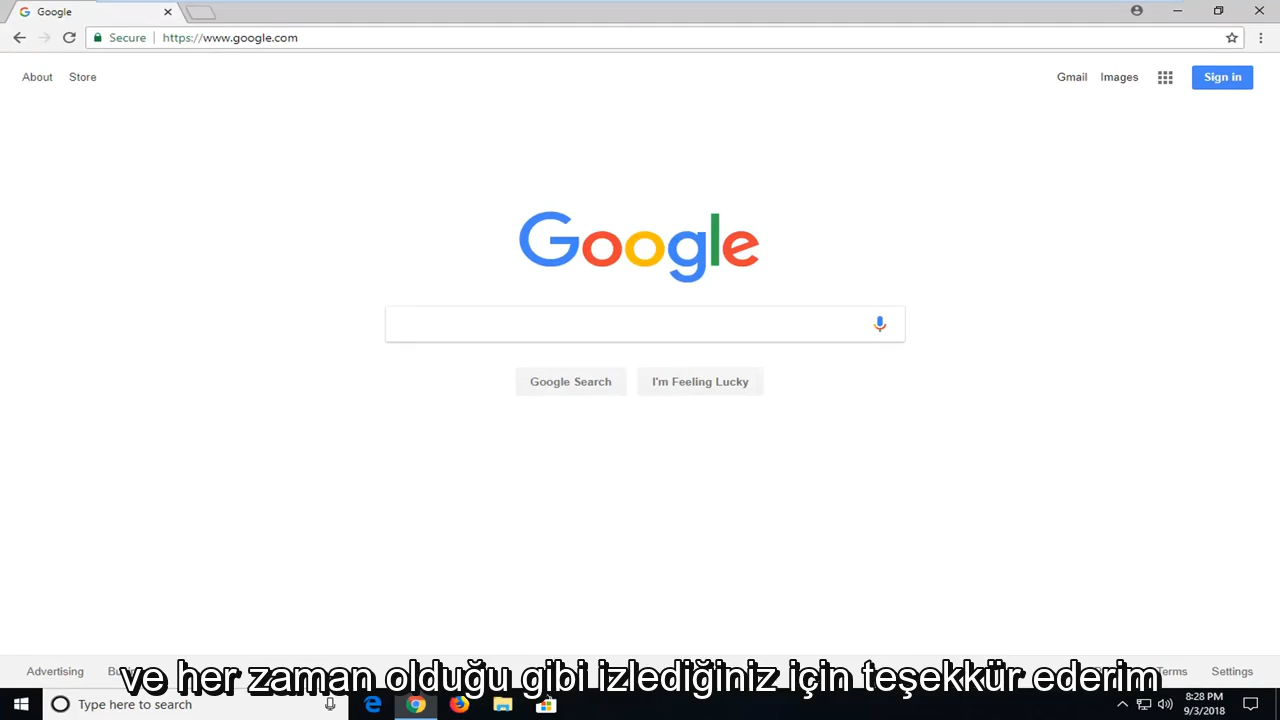 Google
Secure https://www.google.com
About Store
Gmail Images Sign in
Google
Google Search I'm Feeling Lucky
Advertising Terms Settings
ve her zaman olduğu gibi izlediğiniz için teşekkür ederim
Type here to search
8:28 PM
9/3/2018